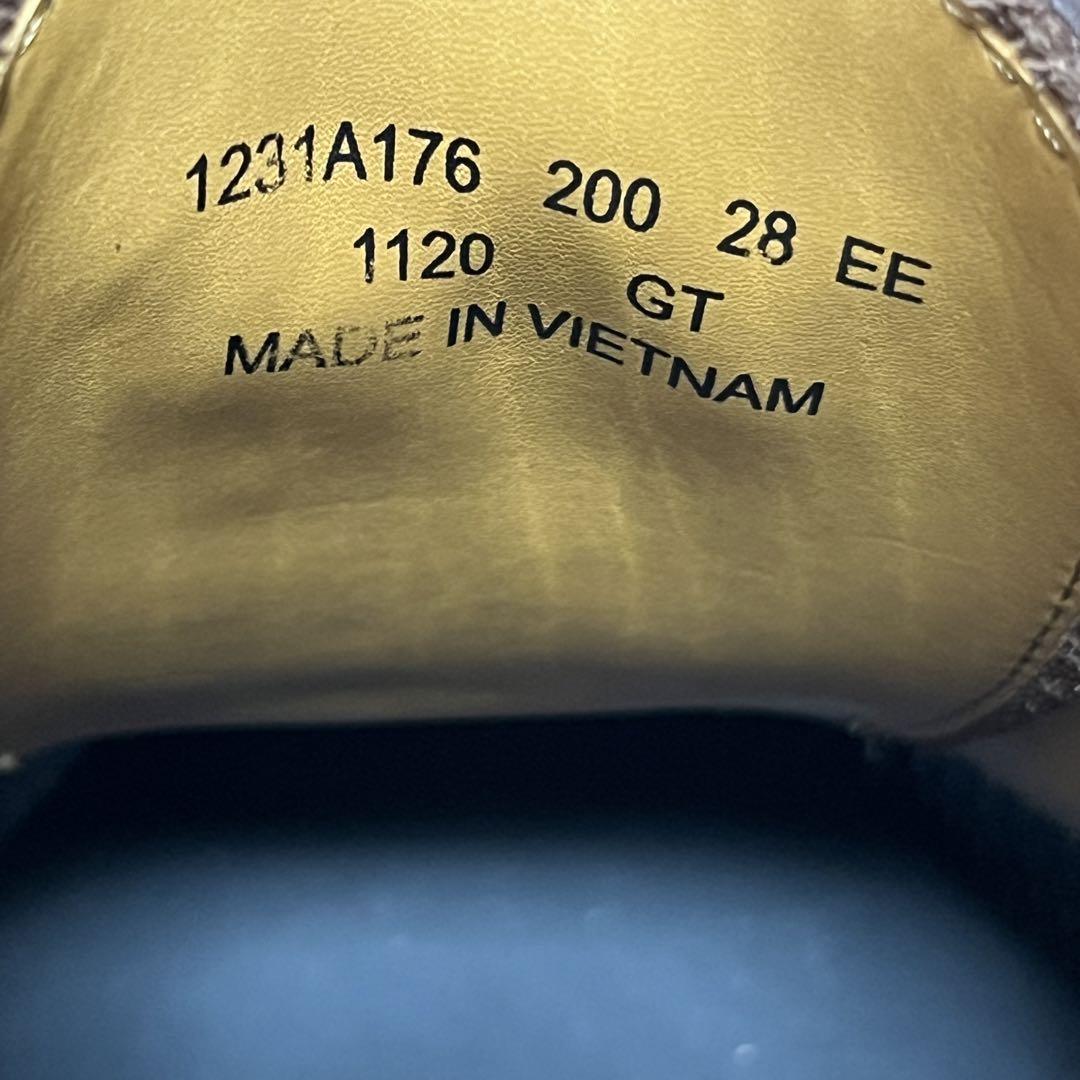 1231A176 200 28 EE
1120 GT
MADE IN VIETNAM